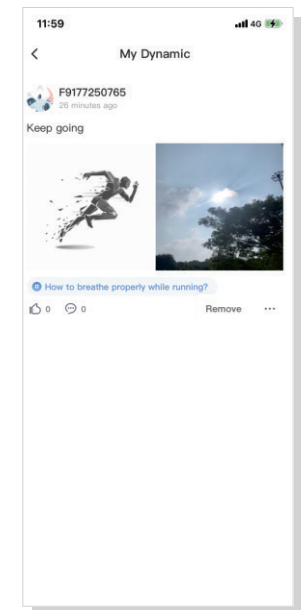 11:59
4G
My Dynamic
F9177250765
26 minutes ago
Keep going
How to breathe properly while running?
0 0 Remove ...